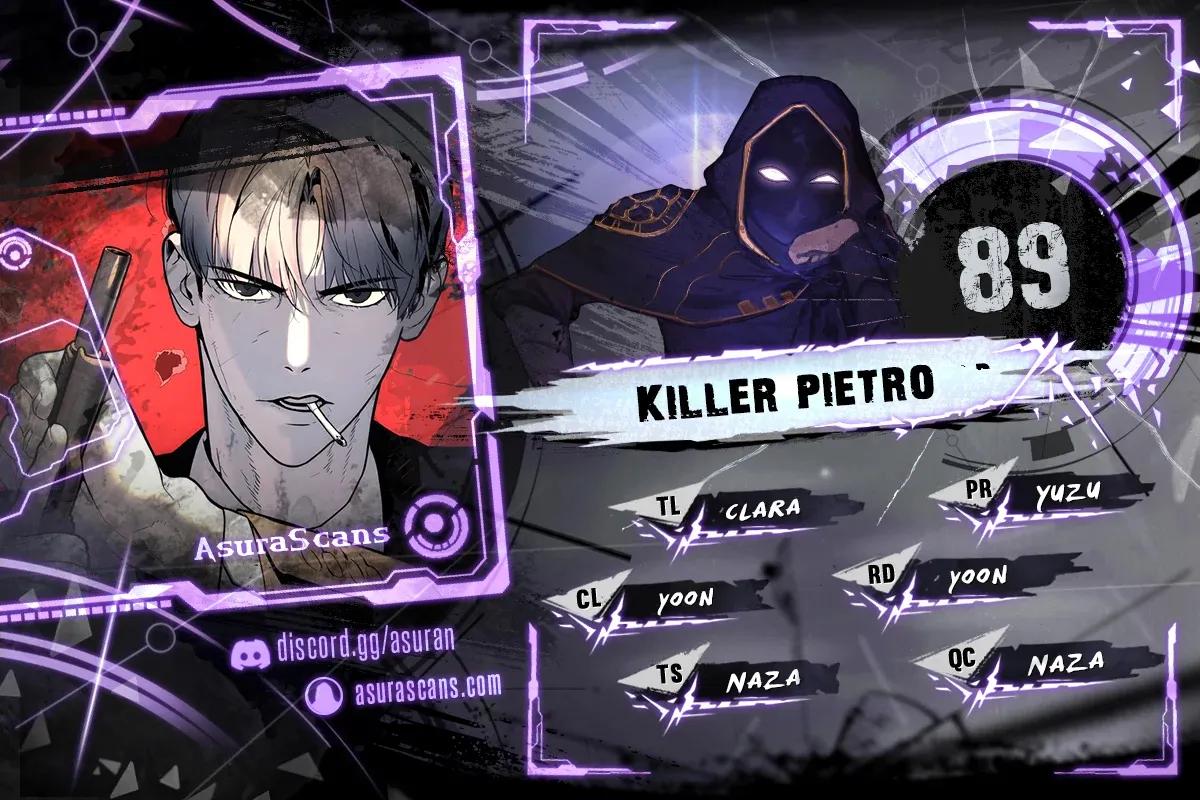 89
KILLER PIETRO
TL CLARA
PR YUZU
CL YOON
RD YOON
TS NAZA
QC NAZA
AsuraScans
discord.gg/asuran
asurascans.com